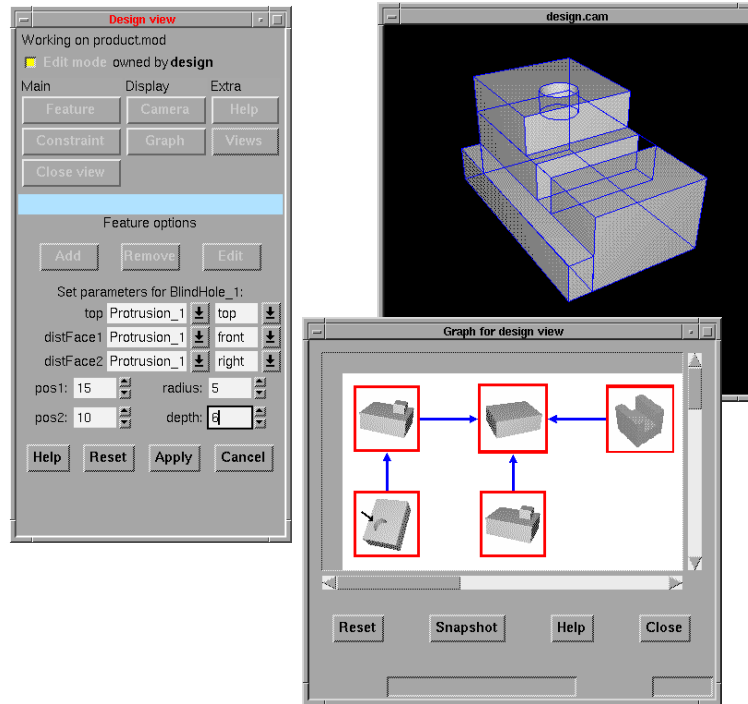 Design view
Working on product.mod
Edit mode owned by design
Main Display Extra
Feature Camera Help
Constraint Graph Views
Close view
Feature options
Add Remove Edit
Set parameters for BlindHole_1:
top Protrusion_1 top
distFace1 Protrusion_1 front
distFace2 Protrusion_1 right
pos1: 15 radius: 5
pos2: 10 depth: 6
Help Reset Apply Cancel
design.cam
Graph for design view
Reset Snapshot Help Close